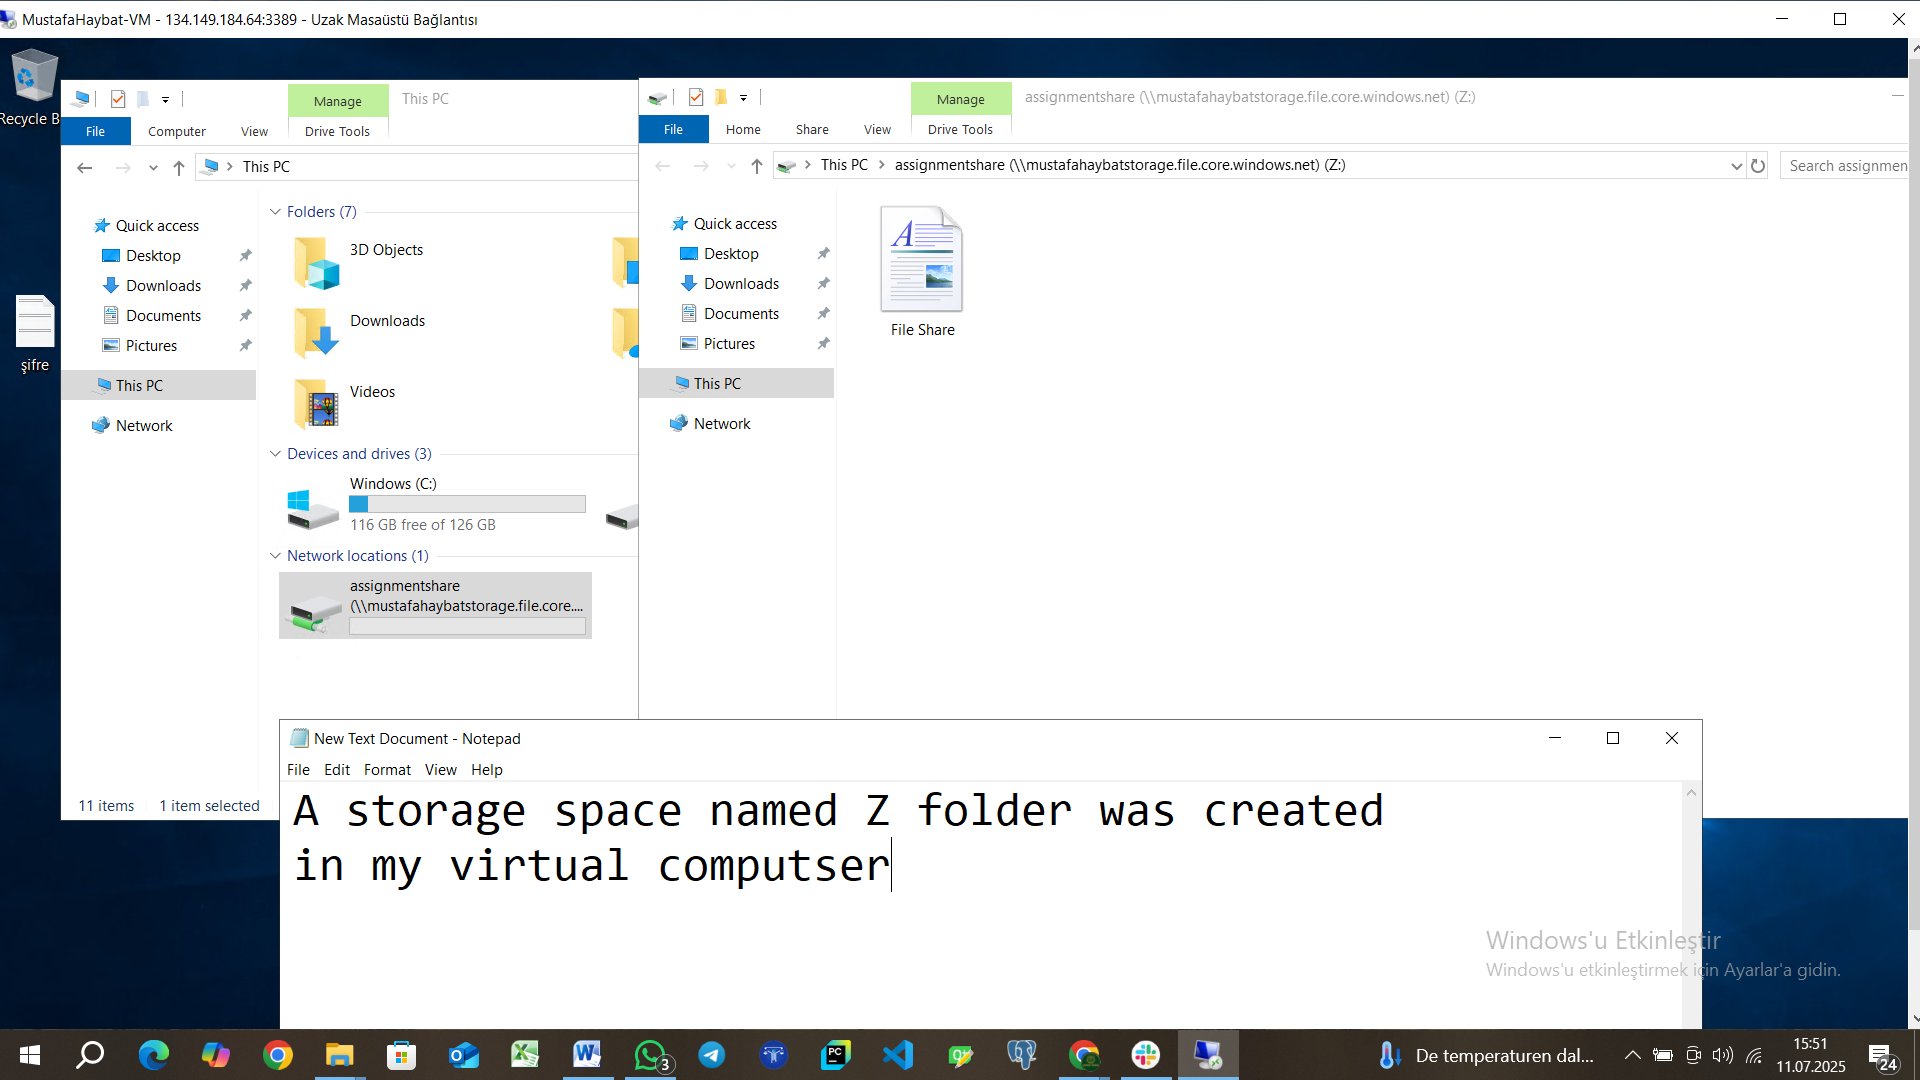 MustafaHaybat-VM - 134.149.184.64:3389 - Uzak Masaüstü Bağlantısı
Recycle B
şifre
Manage
This PC
File
Computer
View
Drive Tools
This PC
Quick access
Desktop
Downloads
Documents
Pictures
This PC
Network
Folders (7)
3D Objects
Downloads
Videos
Devices and drives (3)
Windows (C:)
116 GB free of 126 GB
Network locations (1)
assignmentshare
(\\mustafahaybatstorage.file.core....
11 items
1 item selected
Manage
assignmentshare (\\mustafahaybatstorage.file.core.windows.net) (Z:)
File
Home
Share
View
Drive Tools
This PC
assignmentshare (\\mustafahaybatstorage.file.core.windows.net) (Z:)
Search assignmen
Quick access
Desktop
Downloads
Documents
Pictures
This PC
Network
File Share
New Text Document - Notepad
File Edit Format View Help
A storage space named Z folder was created
in my virtual computser
Windows'u Etkinleştir
Windows'u etkinleştirmek için Ayarlar'a gidin.
3
De temperaturen dal...
15:51
11.07.2025
24